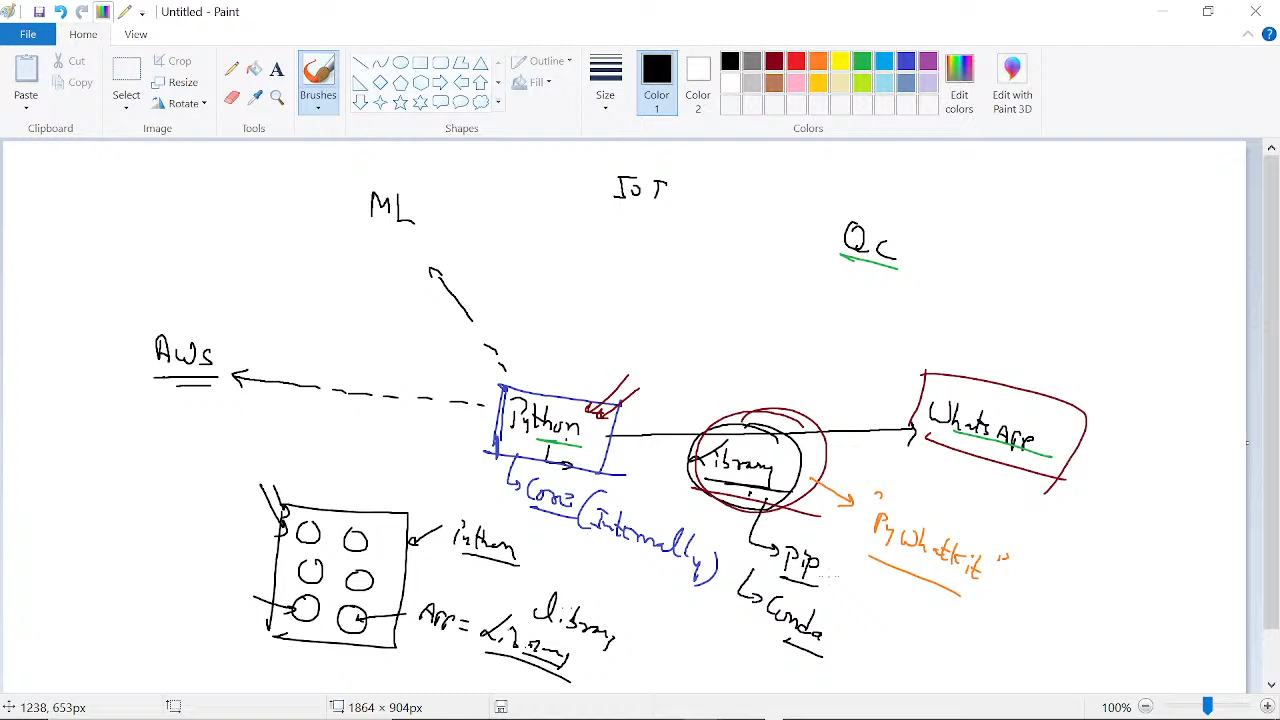 Untitled - Paint
File Home View
Paste Cut Copy
Clipboard
Select Crop Rotate
Image
Tools
Brushes
Outline Fill
Shapes
Size
Color 1
Color 2
Edit colors
Edit with Paint 3D
Colors
ML
IOT
QC
AWS
Python
WhatsApp
Library
Core (Internally)
"Pywhatkit"
pip
Conda
Python
App = Library
Library
1238, 653px
1864 × 904px
100%